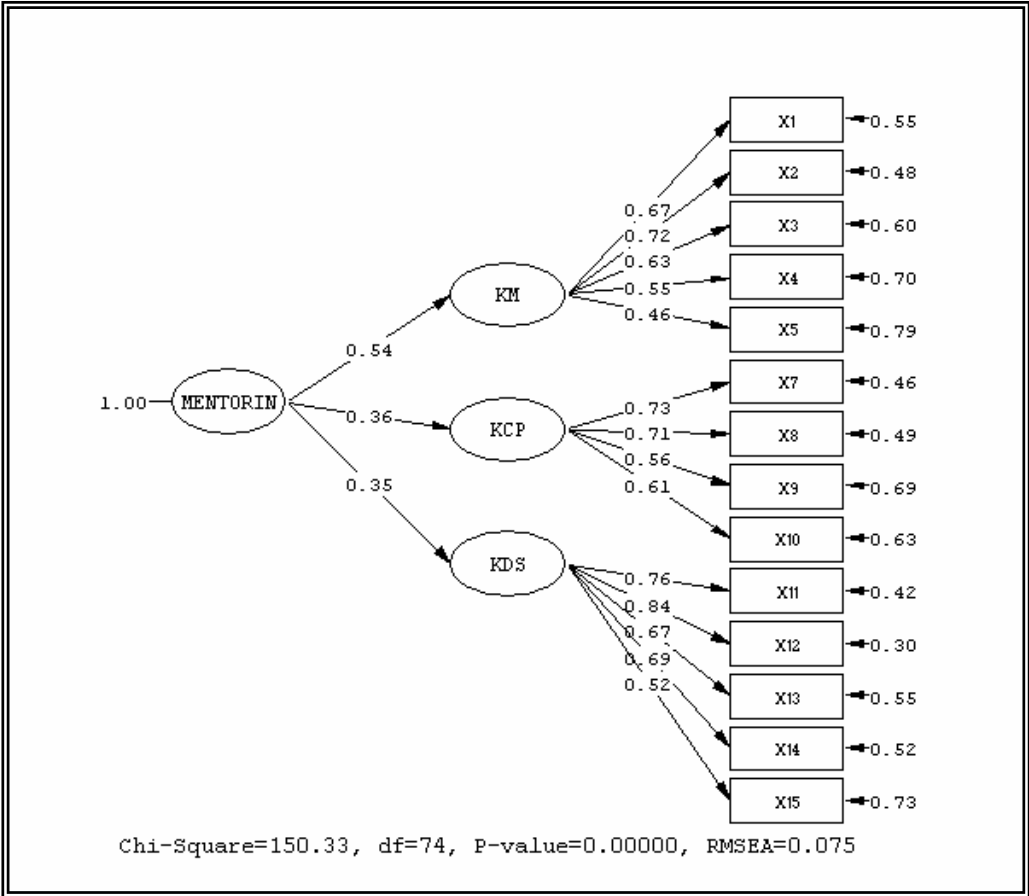 X1
0.55
X2
0.48
X3
0.60
X4
0.70
X5
0.79
X7
0.46
X8
0.49
X9
0.69
X10
0.63
X11
0.42
X12
0.30
X13
0.55
X14
0.52
X15
0.73
0.67
0.72
0.63
0.55
0.46
0.73
0.71
0.56
0.61
0.76
0.84
0.67
0.69
0.52
KM
KCP
KDS
0.54
0.36
0.35
1.00
MENTORIN
Chi-Square=150.33, df=74, P-value=0.00000, RMSEA=0.075